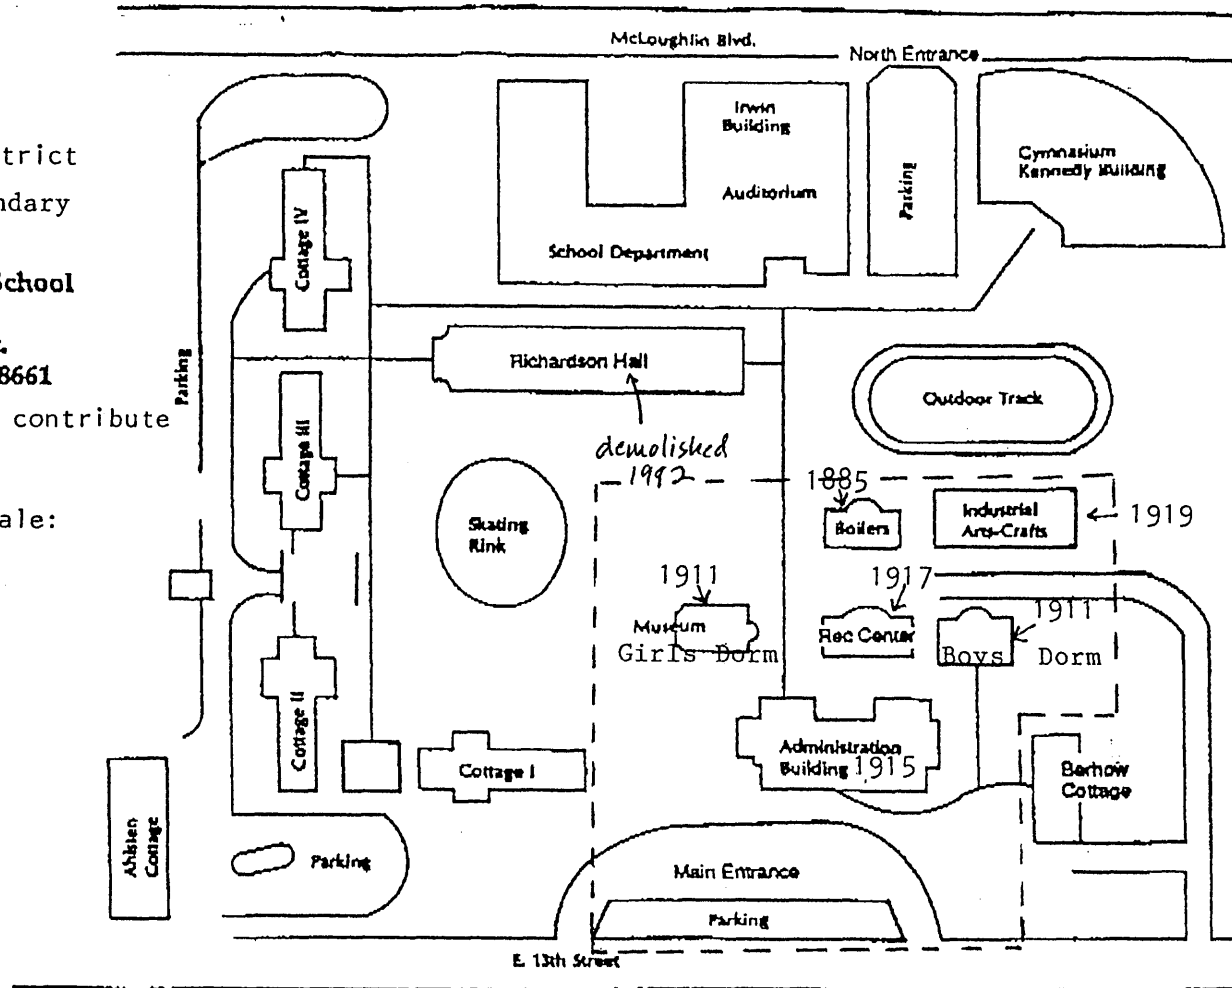 McLoughlin Blvd.
North Entrance
Irwin
Building
Auditorium
School Department
Parking
Gymnasium
Kennedy Building
trict
ndary
School
8661
contribute
ale:
Parking
Cottage IV
Richardson Hall
demolished
1992
Outdoor Track
Cottage III
Skating
Rink
1885
Boilers
Industrial
Arts-Crafts
1919
1911
Museum
Girls Dorm
1917
Rec Center
1911
Boys Dorm
Cottage II
Cottage I
Administration
Building 1915
Berhow
Cottage
Ahlsten
Cottage
Parking
Main Entrance
Parking
E. 13th Street